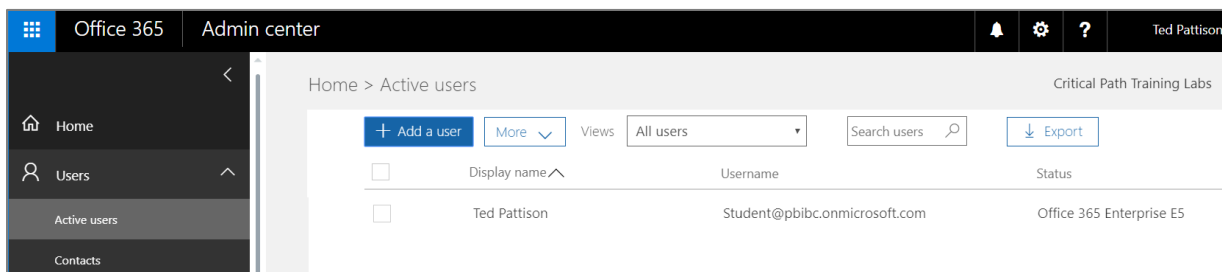 Office 365 Admin center ? Ted Pattison
Home > Active users Critical Path Training Labs
Home
+ Add a user More Views All users Search users Export
Users
Display name Username Status
Active users
Ted Pattison Student@pbibc.onmicrosoft.com Office 365 Enterprise E5
Contacts